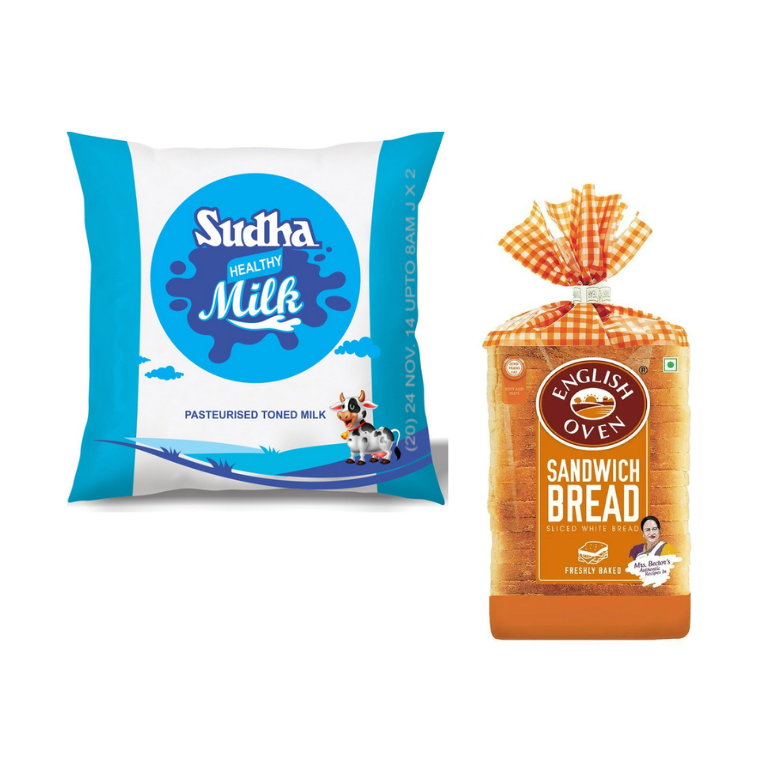 Sudha
HEALTHY
Milk
PASTEURISED TONED MILK
(20) 24 NOV. 14 UPTO 8AM J X 2
ENGLISH
OVEN
®
SANDWICH
BREAD
SLICED WHITE BREAD
FRESHLY BAKED
Mrs. Bector's